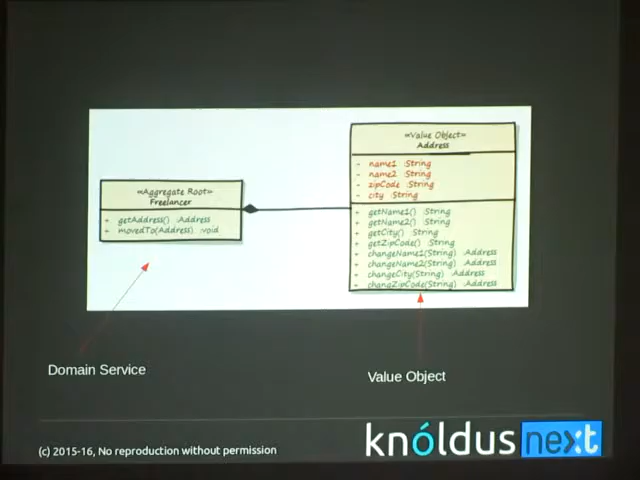 «Value Object»
Address
- name1 :String
- name2 :String
- zipCode :String
- city :String
+ getName1() :String
+ getName2() :String
+ getCity() :String
+ getZipCode() :String
+ changeName1(String) :Address
+ changeName2(String) :Address
+ changeCity(String) :Address
+ changZipCode(String) :Address
«Aggregate Root»
Freelancer
+ getAddress() :Address
+ movedTo(Address) :void
Domain Service
Value Object
(c) 2015-16, No reproduction without permission
knóldus next